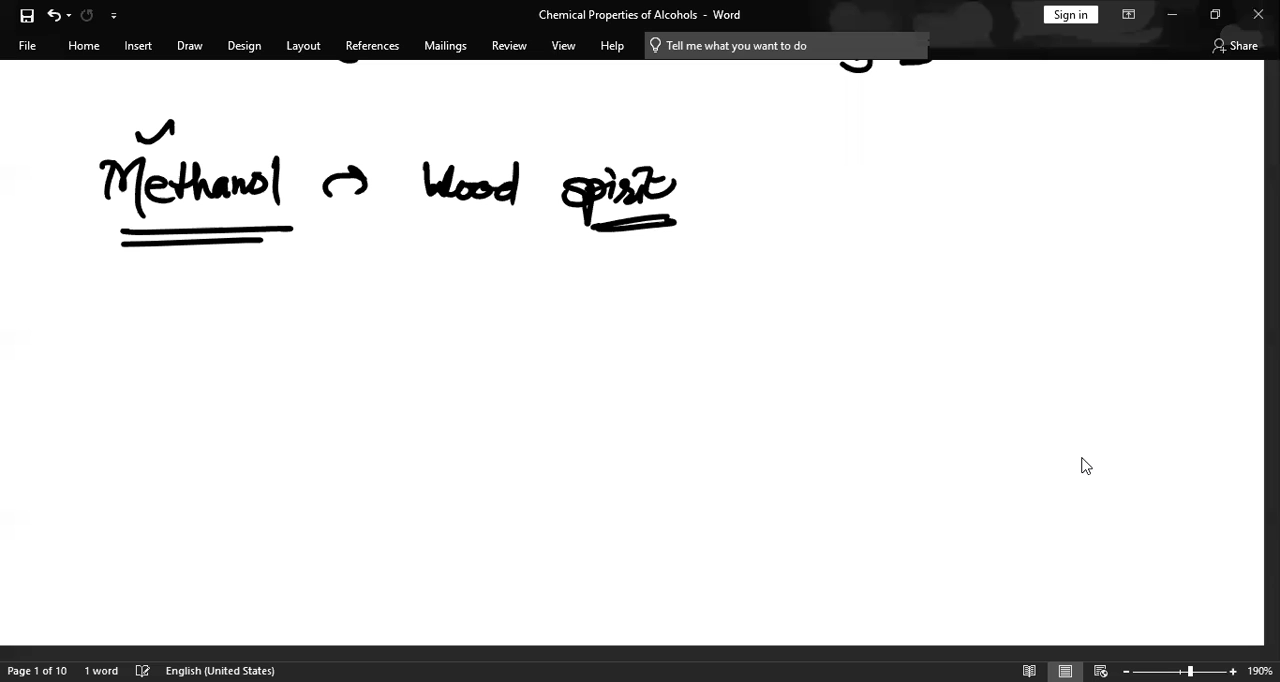 Chemical Properties of Alcohols - Word
Sign in
File Home Insert Draw Design Layout References Mailings Review View Help Tell me what you want to do Share
Methanol → wood spirit
Page 1 of 10 1 word English (United States) 190%